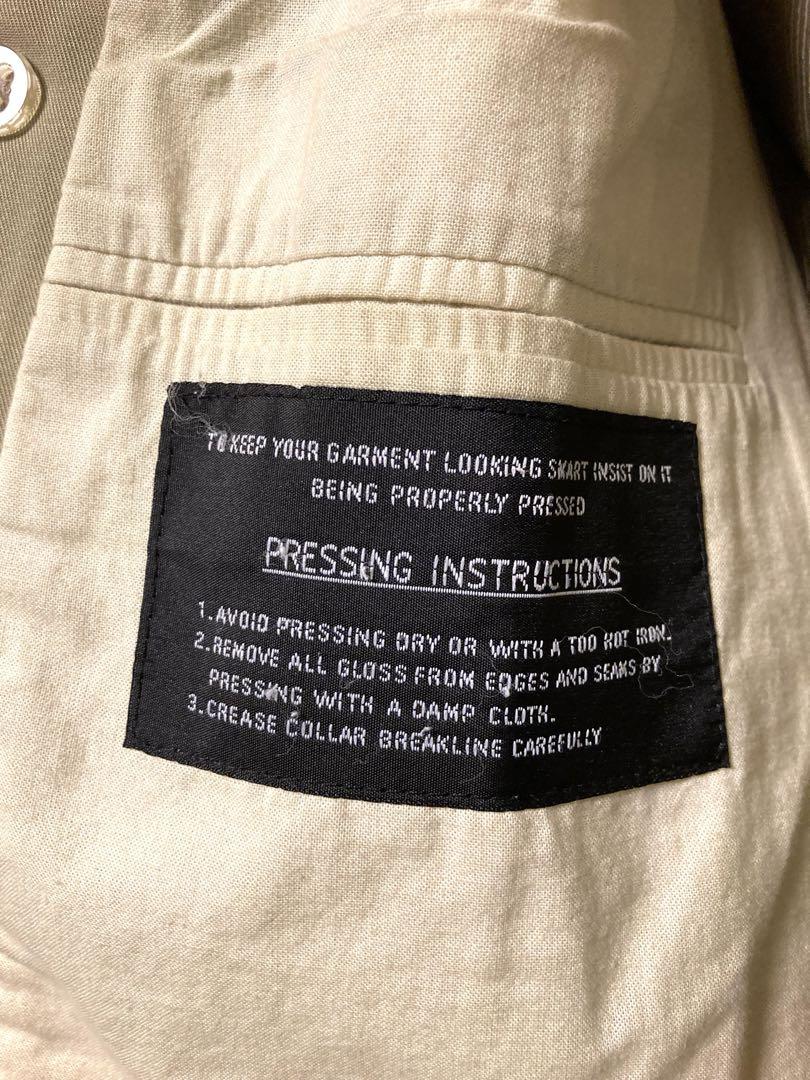 TO KEEP YOUR GARMENT LOOKING SMART INSIST ON IT
BEING PROPERLY PRESSED
PRESSING INSTRUCTIONS
1.AVOID PRESSING DRY OR WITH A TOO HOT IRON.
2.REMOVE ALL GLOSS FROM EDGES AND SEAMS BY
PRESSING WITH A DAMP CLOTH.
3.CREASE COLLAR BREAKLINE CAREFULLY